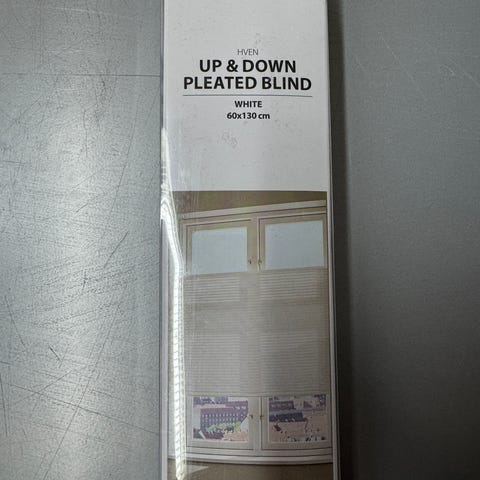 HVEN
UP & DOWN
PLEATED BLIND
WHITE
60x130 cm